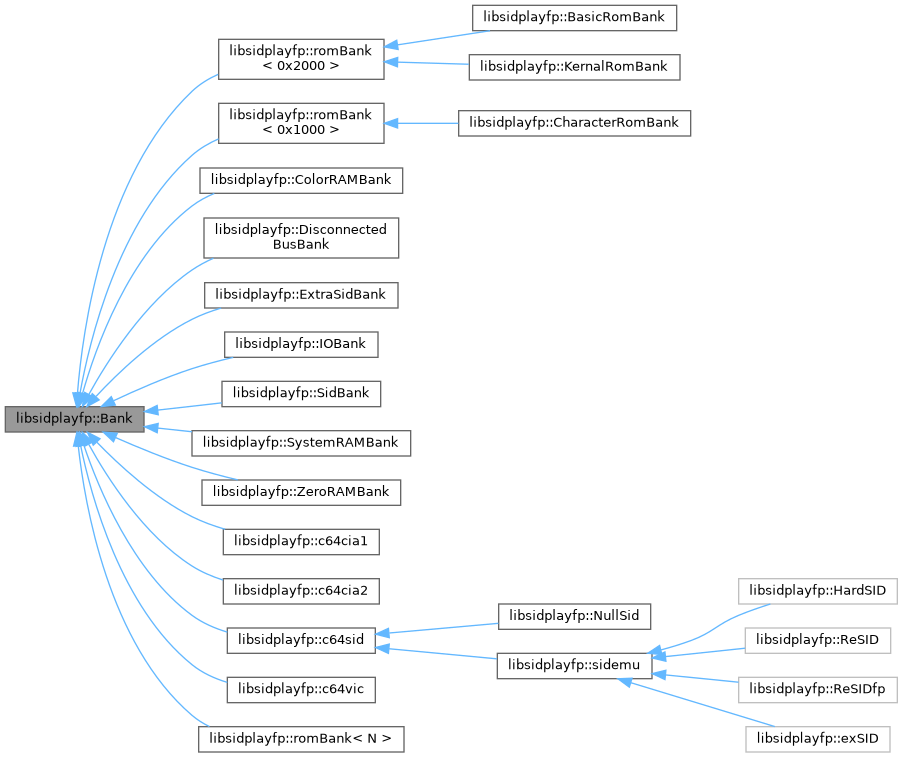 libsidplayfp::BasicRomBank
libsidplayfp::romBank
< 0x2000 >
libsidplayfp::KernalRomBank
libsidplayfp::romBank
< 0x1000 >
libsidplayfp::CharacterRomBank
libsidplayfp::ColorRAMBank
libsidplayfp::Disconnected
BusBank
libsidplayfp::ExtraSidBank
libsidplayfp::IOBank
libsidplayfp::SidBank
libsidplayfp::Bank
libsidplayfp::SystemRAMBank
libsidplayfp::ZeroRAMBank
libsidplayfp::c64cia1
libsidplayfp::c64cia2
libsidplayfp::HardSID
libsidplayfp::NullSid
libsidplayfp::c64sid
libsidplayfp::ReSID
libsidplayfp::sidemu
libsidplayfp::c64vic
libsidplayfp::ReSIDfp
libsidplayfp::romBank< N >
libsidplayfp::exSID